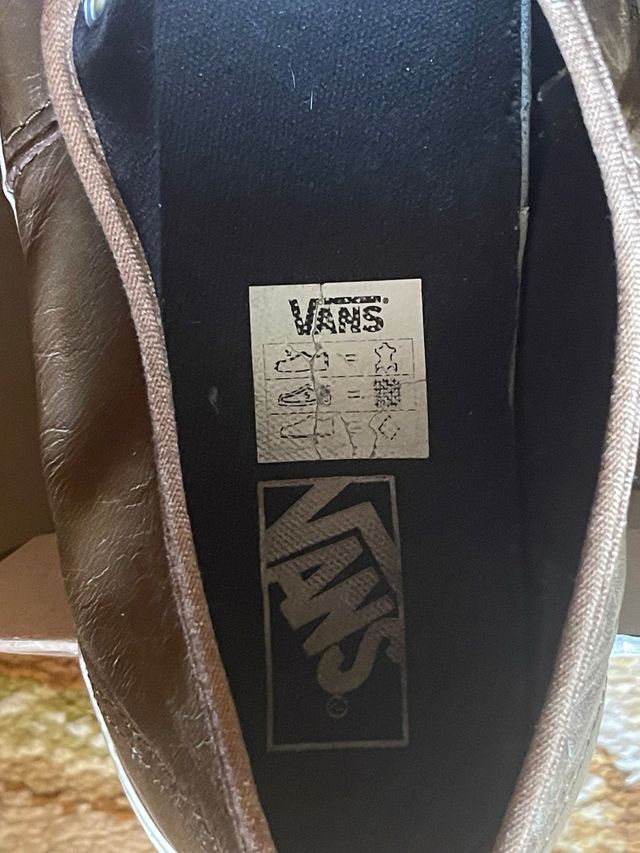 VANS
=
=
=
VANS